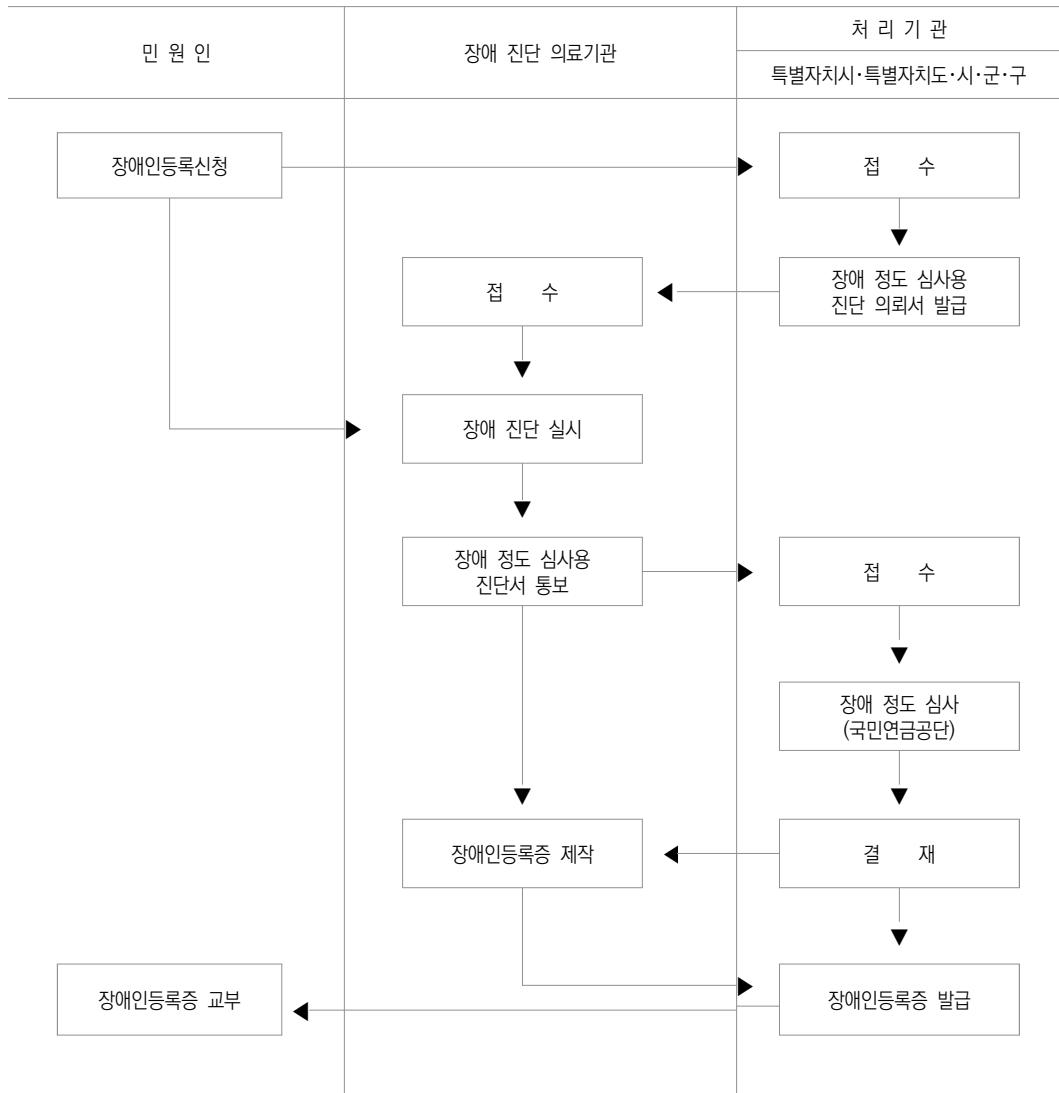 민 원 인
장애 진단 의료기관
처 리 기 관
특별자치시·특별자치도·시·군·구
장애인등록신청
접 수
접 수
장애 정도 심사용
진단 의뢰서 발급
장애 진단 실시
장애 정도 심사용
진단서 통보
접 수
장애 정도 심사
(국민연금공단)
장애인등록증 제작
결 재
장애인등록증 교부
장애인등록증 발급